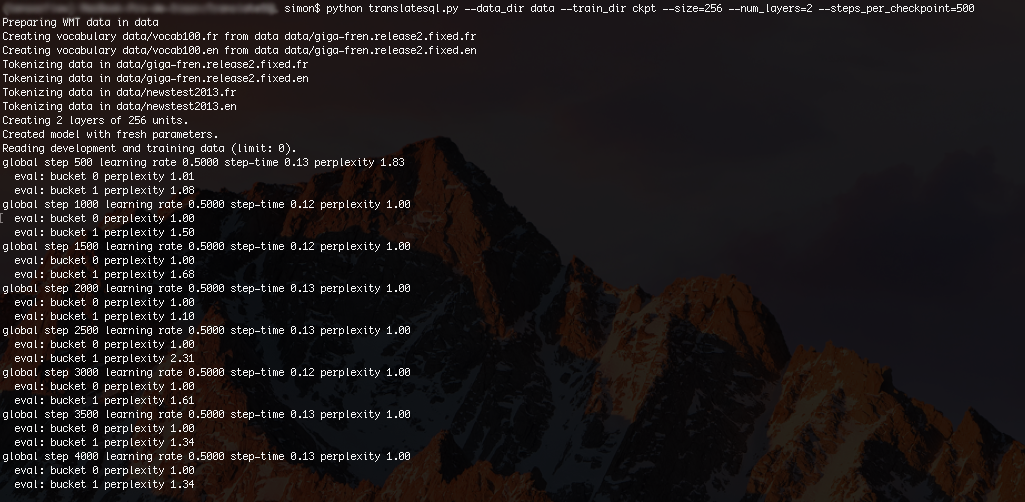 simon$ python translatesql.py --data_dir data --train_dir ckpt --size=256 --num_layers=2 --steps_per_checkpoint=500
Preparing WMT data in data
Creating vocabulary data/vocab100.fr from data data/giga-fren.release2.fixed.fr
Creating vocabulary data/vocab100.en from data data/giga-fren.release2.fixed.en
Tokenizing data in data/giga-fren.release2.fixed.fr
Tokenizing data in data/giga-fren.release2.fixed.en
Tokenizing data in data/newstest2013.fr
Tokenizing data in data/newstest2013.en
Creating 2 layers of 256 units.
Created model with fresh parameters.
Reading development and training data (limit: 0).
global step 500 learning rate 0.5000 step-time 0.13 perplexity 1.83
  eval: bucket 0 perplexity 1.01
  eval: bucket 1 perplexity 1.08
global step 1000 learning rate 0.5000 step-time 0.12 perplexity 1.00
[ eval: bucket 0 perplexity 1.00
  eval: bucket 1 perplexity 1.50
global step 1500 learning rate 0.5000 step-time 0.12 perplexity 1.00
  eval: bucket 0 perplexity 1.00
  eval: bucket 1 perplexity 1.68
global step 2000 learning rate 0.5000 step-time 0.13 perplexity 1.00
  eval: bucket 0 perplexity 1.00
  eval: bucket 1 perplexity 1.10
global step 2500 learning rate 0.5000 step-time 0.13 perplexity 1.00
  eval: bucket 0 perplexity 1.00
  eval: bucket 1 perplexity 2.31
global step 3000 learning rate 0.5000 step-time 0.12 perplexity 1.00
  eval: bucket 0 perplexity 1.00
  eval: bucket 1 perplexity 1.61
global step 3500 learning rate 0.5000 step-time 0.13 perplexity 1.00
  eval: bucket 0 perplexity 1.00
  eval: bucket 1 perplexity 1.34
global step 4000 learning rate 0.5000 step-time 0.13 perplexity 1.00
  eval: bucket 0 perplexity 1.00
  eval: bucket 1 perplexity 1.34